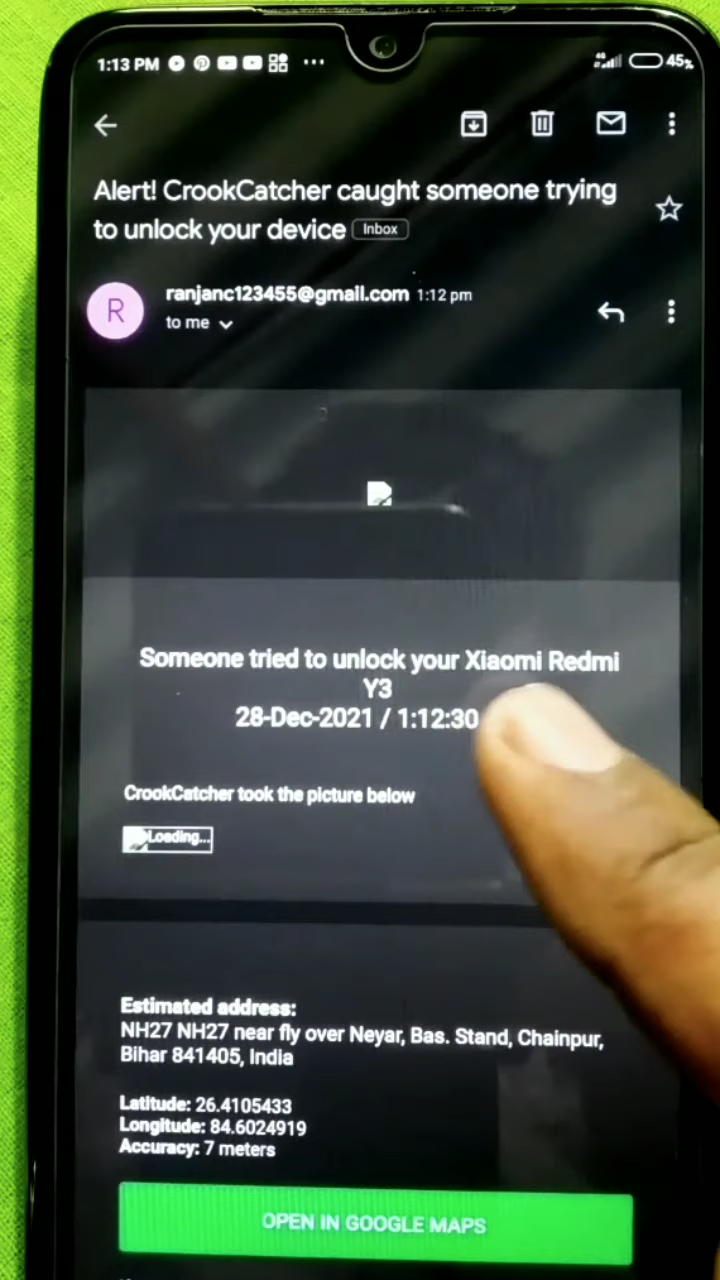 1:13 PM ... 45%
Alert! CrookCatcher caught someone trying
to unlock your device Inbox
R ranjanc123455@gmail.com 1:12 pm
to me
Someone tried to unlock your Xiaomi Redmi
Y3
28-Dec-2021 / 1:12:30
CrookCatcher took the picture below
Loading...
Estimated address:
NH27 NH27 near fly over Neyar, Bas. Stand, Chainpur,
Bihar 841405, India
Latitude: 26.4105433
Longitude: 84.6024919
Accuracy: 7 meters
OPEN IN GOOGLE MAPS